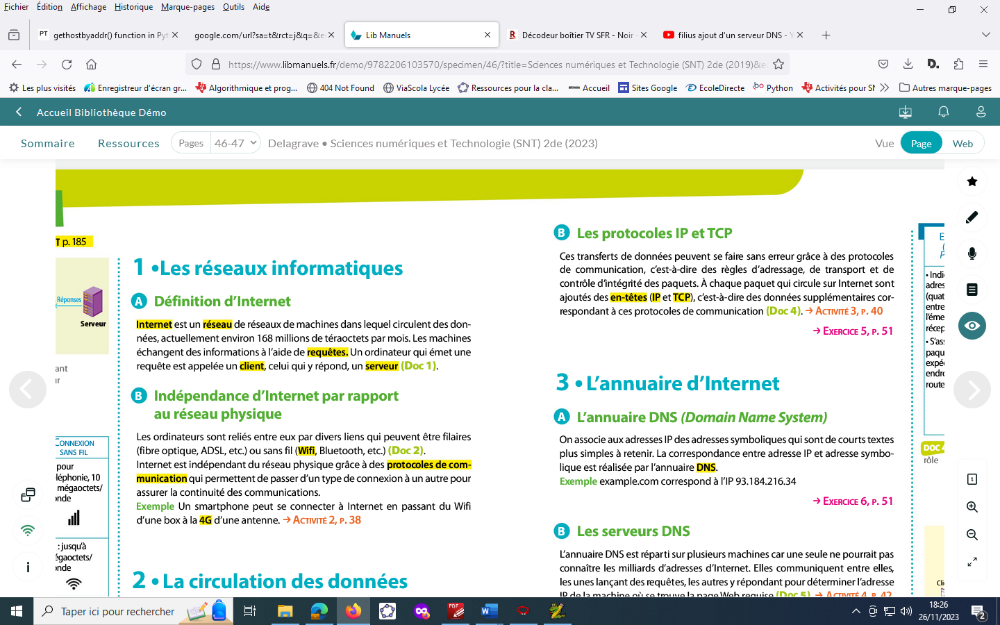 Fichier Édition Affichage Historique Marque-pages Outils Aide
gethostbyaddr() function in Pyt
google.com/url?sa=t&rct=j&q=&es
Lib Manuels
Décodeur boîtier TV SFR - Noir
filius ajout d'un serveur DNS - Y
https://www.libmanuels.fr/demo/9782206103570/specimen/46/?title=Sciences numériques et Technologie (SNT) 2de (2019)&e
Les plus visités
Enregistreur d'écran gr...
Algorithmique et prog...
404 Not Found
ViaScola Lycée
Ressources pour la cla...
Accueil
Sites Google
EcoleDirecte
Python
Activités pour SN
Autres marque-pages
Accueil Bibliothèque Démo
Sommaire
Ressources
Pages 46-47
Delagrave • Sciences numériques et Technologie (SNT) 2de (2023)
Vue Page Web
T p. 185
Réponses
Serveur
CONNEXION
SANS FIL
pour
léphonie, 10
mégaoctets/
: jusqu'à
1 • Les réseaux informatiques
A Définition d'Internet
Internet est un réseau de réseaux de machines dans lequel circulent des don-
nées, actuellement environ 168 millions de téraoctets par mois. Les machines
échangent des informations à l'aide de requêtes. Un ordinateur qui émet une
requête est appelée un client, celui qui y répond, un serveur (Doc 1).
B Indépendance d'Internet par rapport
au réseau physique
Les ordinateurs sont reliés entre eux par divers liens qui peuvent être filaires
(fibre optique, ADSL, etc.) ou sans fil (Wifi, Bluetooth, etc.) (Doc 2).
Internet est indépendant du réseau physique grâce à des protocoles de com-
munication qui permettent de passer d'un type de connexion à un autre pour
assurer la continuité des communications.
Exemple Un smartphone peut se connecter à Internet en passant du Wifi
d'une box à la 4G d'une antenne. → ACTIVITÉ 2, P. 38
2 • La circulation des données
B Les protocoles IP et TCP
Ces transferts de données peuvent se faire sans erreur grâce à des protocoles
de communication, c'est-à-dire des règles d'adressage, de transport et de
contrôle d'intégrité des paquets. À chaque paquet qui circule sur Internet sont
ajoutés des en-têtes (IP et TCP), c'est-à-dire des données supplémentaires cor-
respondant à ces protocoles de communication (Doc 4). → ACTIVITÉ 3, P. 40
→ EXERCICE 5, P. 51
3 • L'annuaire d'Internet
A L'annuaire DNS (Domain Name System)
On associe aux adresses IP des adresses symboliques qui sont de courts textes
plus simples à retenir. La correspondance entre adresse IP et adresse symbo-
lique est réalisée par l'annuaire DNS.
Exemple example.com correspond à l'IP 93.184.216.34
→ EXERCICE 6, P. 51
B Les serveurs DNS
L'annuaire DNS est réparti sur plusieurs machines car une seule ne pourrait pas
connaître les milliards d'adresses d'Internet. Elles communiquent entre elles,
les unes lançant des requêtes, les autres y répondant pour déterminer l'adresse
IP de la machine où se trouve la page Web requise (Doc 5). → ACTIVITÉ 4, P. 42
• Indi
adres
(quat
entre
l'éme
récep
• S'ass
paqu
expé
endr
route
DOC 4
rôle
Taper ici pour rechercher
18:26
26/11/2023
2